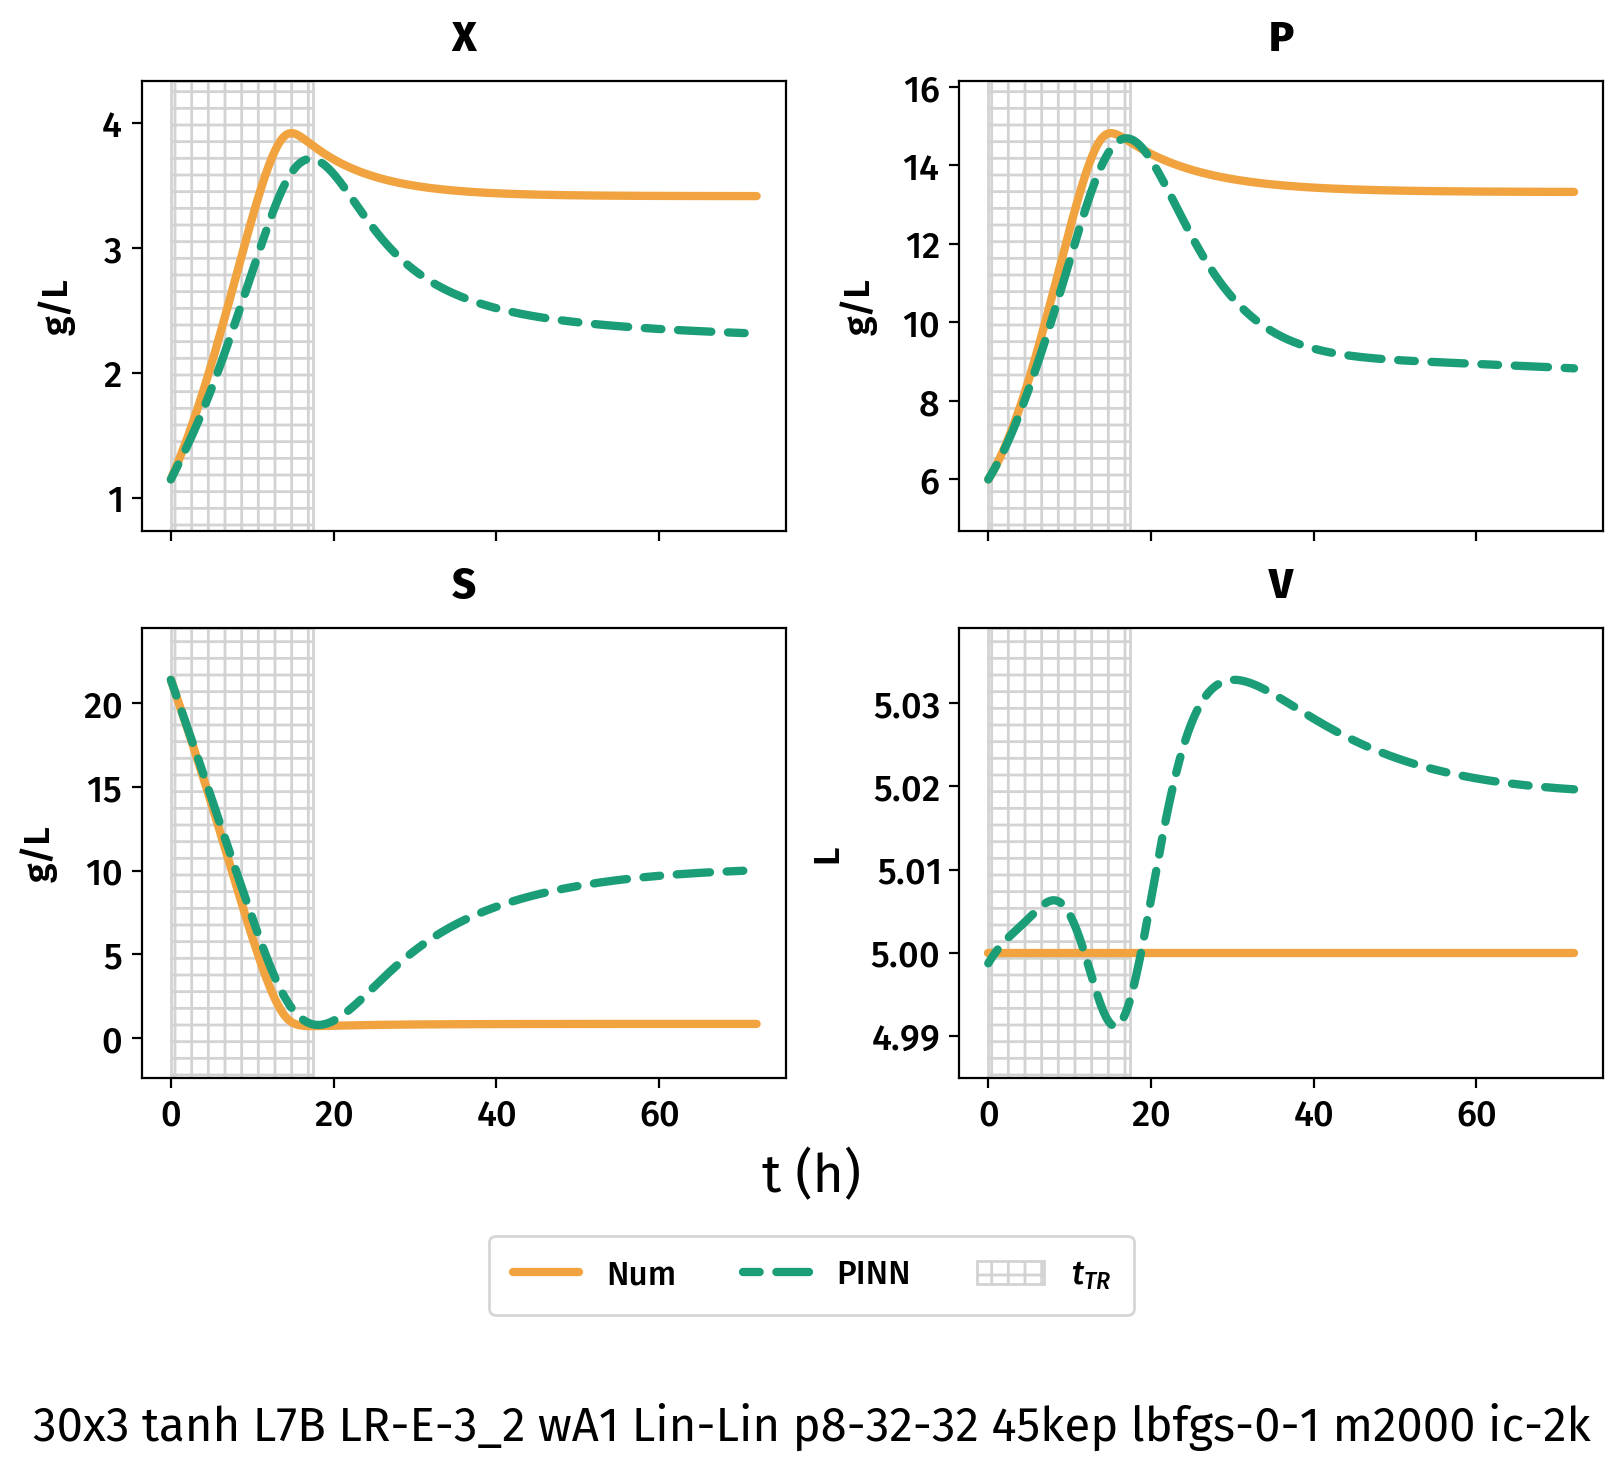 X
P
4
3
2
1
g/L
16
14
12
10
8
6
g/L
S
V
20
15
10
5
0
g/L
5.03
5.02
5.01
5.00
4.99
L
0 20 40 60
0 20 40 60
t (h)
Num PINN t_TR
30x3 tanh L7B LR-E-3_2 wA1 Lin-Lin p8-32-32 45kep lbfgs-0-1 m2000 ic-2k